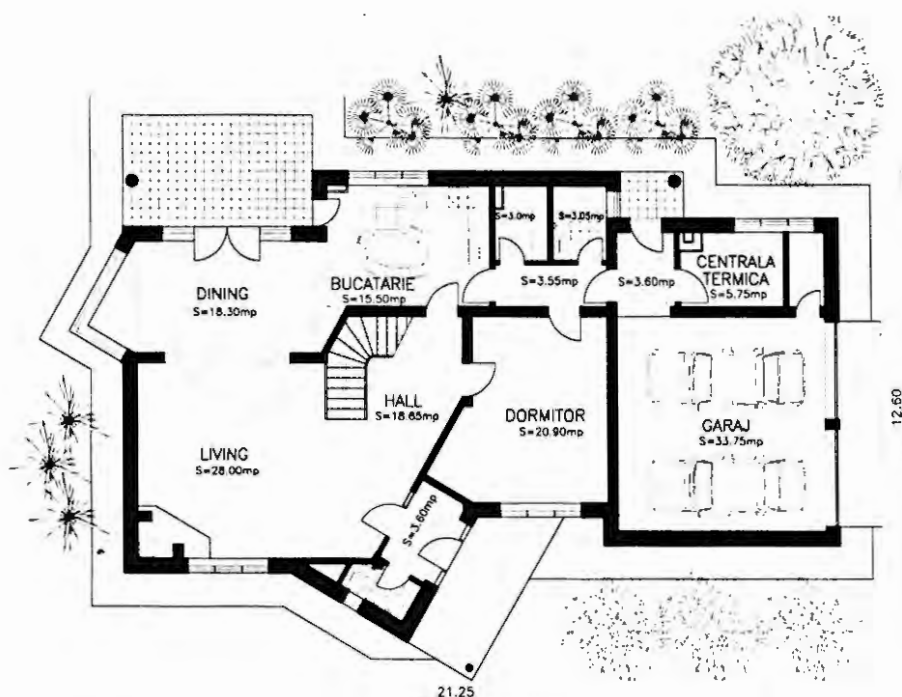 S=3.0mp
S=3.05mp
BUCATARIE
S=15.50mp
S=3.55mp
S=3.60mp
CENTRALA
TERMICA
S=5.75mp
DINING
S=18.30mp
HALL
S=18.65mp
DORMITOR
S=20.90mp
GARAJ
S=33.75mp
12.60
LIVING
S=28.00mp
S=3.60mp
21.25